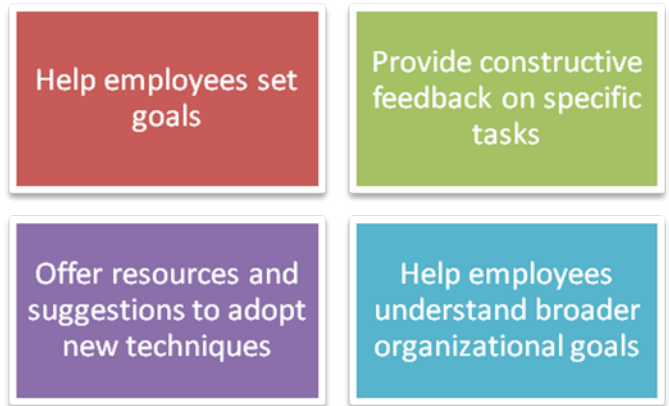 Help employees set
goals
Provide constructive
feedback on specific
tasks
Offer resources and
suggestions to adopt
new techniques
Help employees
understand broader
organizational goals